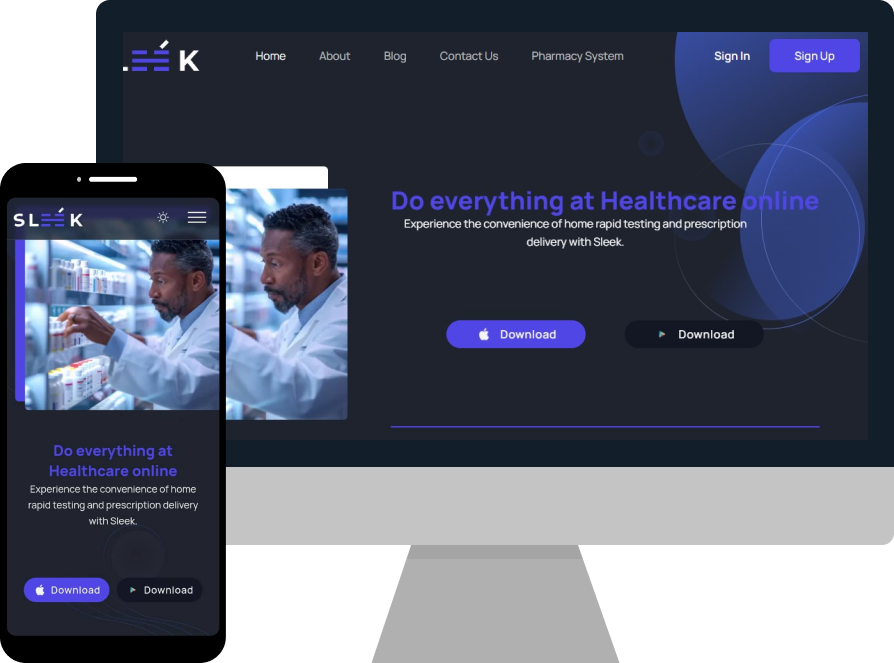 SLEEK
Home About Blog Contact Us Pharmacy System Sign In Sign Up
Do everything at Healthcare online
Experience the convenience of home rapid testing and prescription
delivery with Sleek.
Download Download
SLEEK
Do everything at
Healthcare online
Experience the convenience of home
rapid testing and prescription delivery
with Sleek.
Download Download